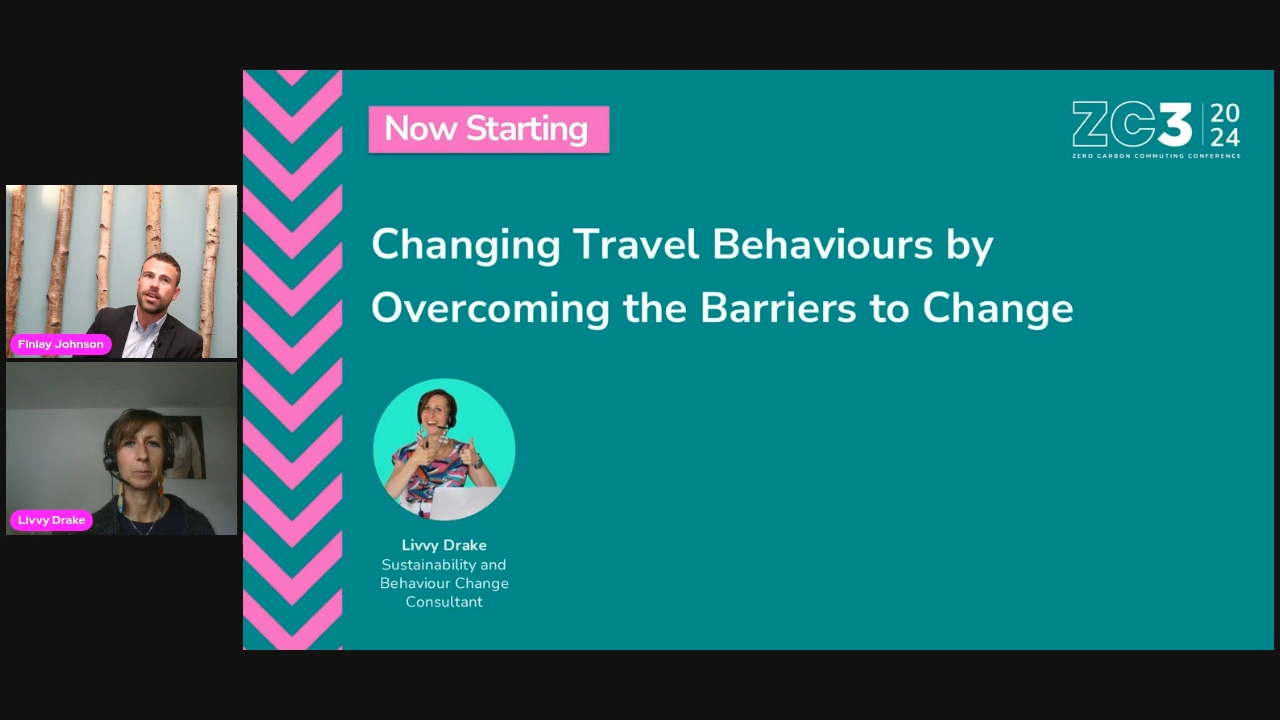 Now Starting
ZC3
20
24
ZERO CARBON COMMUTING CONFERENCE
Changing Travel Behaviours by
Overcoming the Barriers to Change
Finlay Johnson
Livvy Drake
Livvy Drake
Sustainability and
Behaviour Change
Consultant